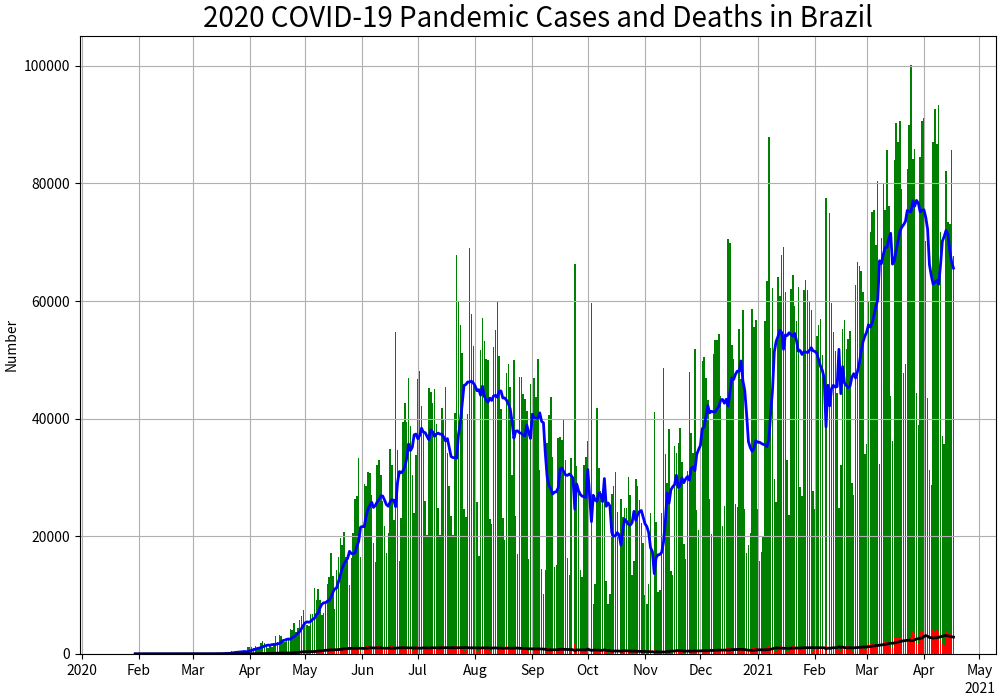 2020 COVID-19 Pandemic Cases and Deaths in Brazil
Number
100000
80000
60000
40000
20000
0
2020 Feb Mar Apr May Jun Jul Aug Sep Oct Nov Dec 2021 Feb Mar Apr May
2021